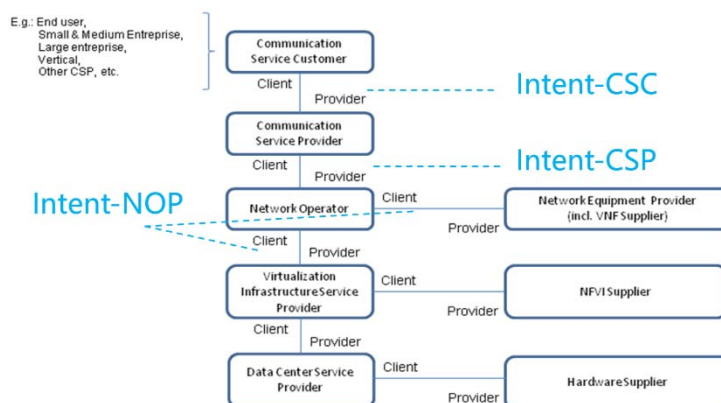 E.g.: End user,
Small & Medium Entreprise,
Large entreprise,
Vertical,
Other CSP, etc.
Communication
Service Customer
Client
Provider
Intent-CSC
Communication
Service Provider
Client
Provider
Intent-CSP
Intent-NOP
Network Operator
Client
Provider
Network Equipment Provider
(incl. VNF Supplier)
Client
Provider
Virtualization
Infrastructure Service
Provider
Client
Provider
NFVI Supplier
Client
Provider
Data Center Service
Provider
Client
Provider
Hardware Supplier